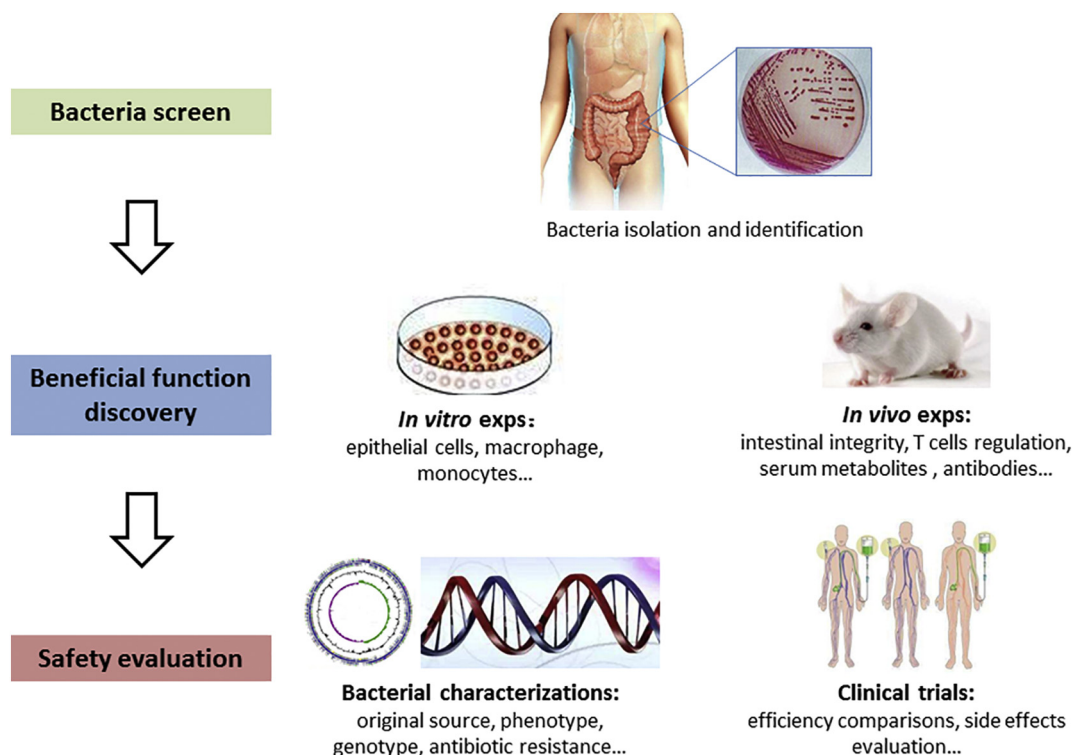 Bacteria screen
Bacteria isolation and identification
Beneficial function
discovery
In vitro exps:
epithelial cells, macrophage,
monocytes...
In vivo exps:
intestinal integrity, T cells regulation,
serum metabolites , antibodies...
Safety evaluation
Bacterial characterizations:
original source, phenotype,
genotype, antibiotic resistance...
Clinical trials:
efficiency comparisons, side effects
evaluation...